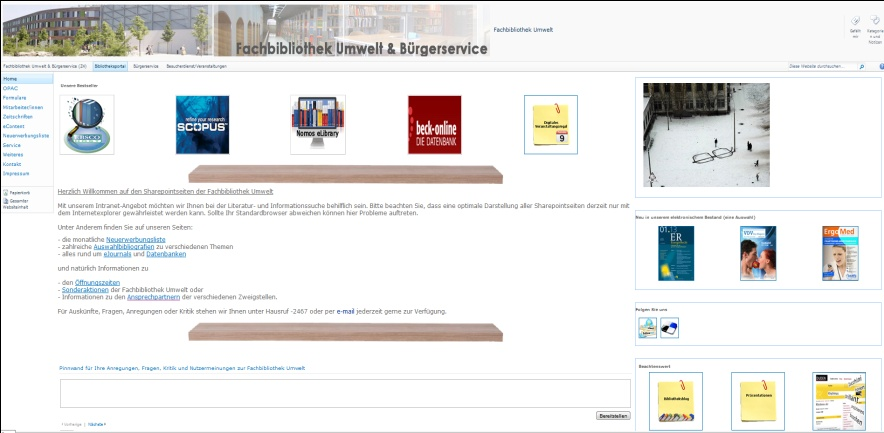 Fachbibliothek Umwelt & Bürgerservice
Fachbibliothek Umwelt
Gefällt mir
Fachbibliothek Umwelt & Bürgerservice (ZII) Bibliotheksportal Bürgerservice Besucherdienst/Veranstaltungen
Diese Website durchsuchen...
Home
OPAC
Formulare
Mitarbeiter/innen
Zeitschriften
eContent
Neuerwerbungsliste
Service
Weiteres
Kontakt
Impressum
Papierkorb
Gesamter Websiteinhalt
Unsere Bestseller
EBSCO
refine your research
SCOPUS
Nomos eLibrary
beck-online
DIE DATENBANK
Digitaler
Veranstaltungsregal
9
Herzlich Willkommen auf den Sharepointseiten der Fachbibliothek Umwelt
Mit unserem Intranet-Angebot möchten wir Ihnen bei der Literatur- und Informationssuche behilflich sein. Bitte beachten Sie, dass eine optimale Darstellung aller Sharepointseiten derzeit nur mit
dem Internetexplorer gewährleistet werden kann. Sollte Ihr Standardbrowser abweichen können hier Probleme auftreten.
Unter Anderem finden Sie auf unseren Seiten:
- die monatliche Neuerwerbungsliste
- zahlreiche Auswahlbibliografien zu verschiedenen Themen
- alles rund um eJournals und Datenbanken
und natürlich Informationen zu
- den Öffnungszeiten
- Sonderaktionen der Fachbibliothek Umwelt oder
- Informationen zu den Ansprechpartnern der verschiedenen Zweigstellen.
Für Auskünfte, Fragen, Anregungen oder Kritik stehen wir Ihnen unter Hausruf -2467 oder per e-mail jederzeit gerne zur Verfügung.
Pinnwand für Ihre Anregungen, Fragen, Kritik und Nutzermeinungen zur Fachbibliothek Umwelt
Bereitstellen
Vorherige | Nächste
Neu in unserem elektronischen Bestand (eine Auswahl)
01.13
ER
VDV
ErgoMed
Folgen Sie uns
Beachtenswert
Bibliotheksblog
Präsentationen